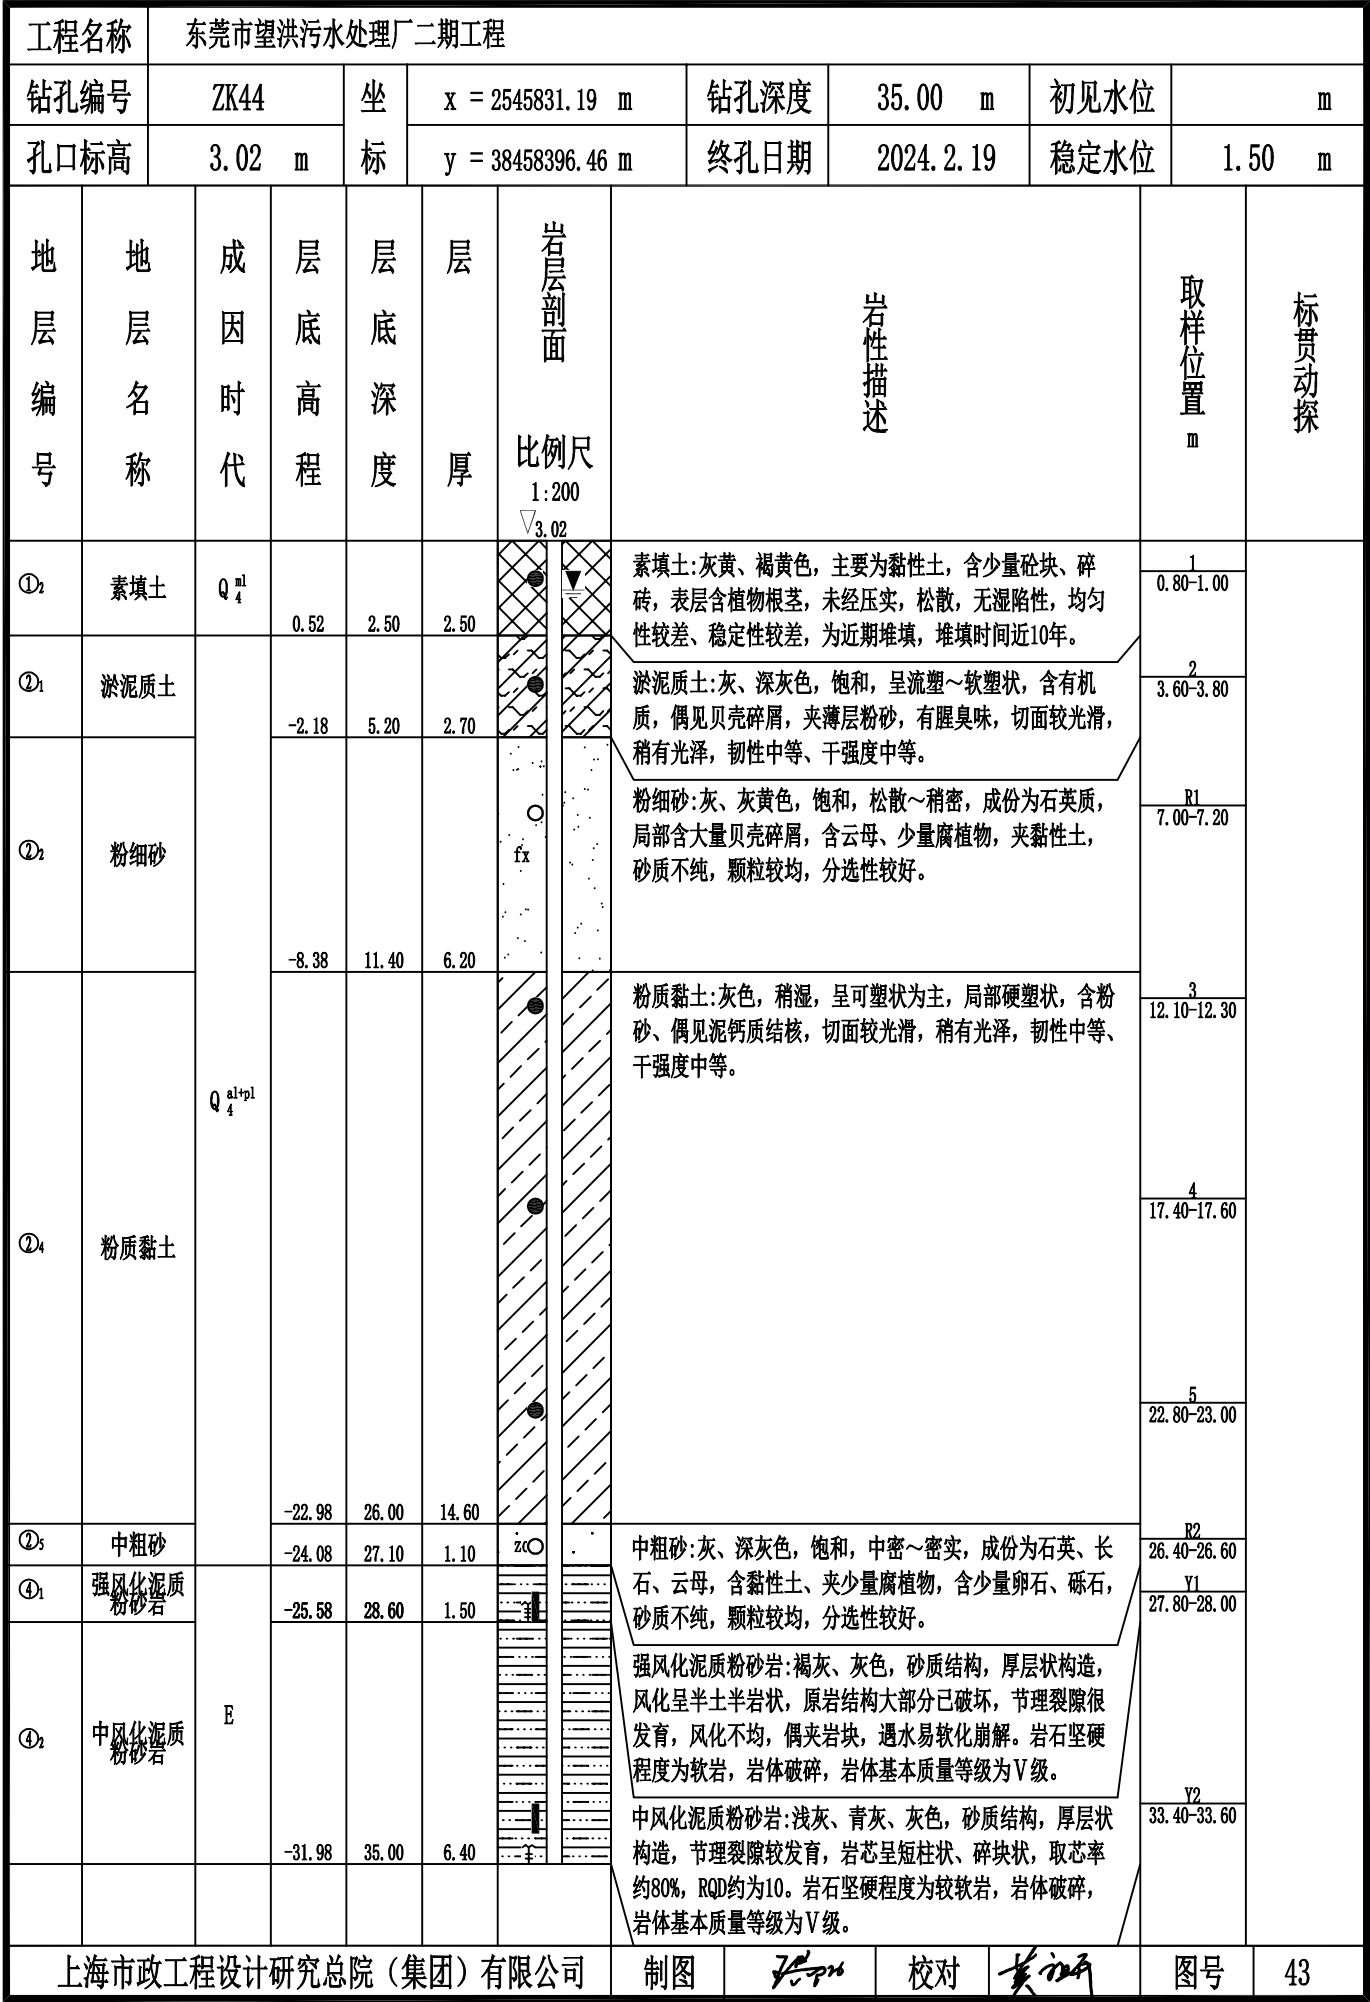 工程名称 东莞市望洪污水处理厂二期工程
钻孔编号 ZK44 坐 x = 2545831.19 m 钻孔深度 35.00 m 初见水位 m
孔口标高 3.02 m 标 y = 38458396.46 m 终孔日期 2024.2.19 稳定水位 1.50 m
地层编号 地层名称 成因时代 层底高程 层底深度 层厚 岩层剖面 岩性描述 取样位置 m 标贯动探
比例尺
1:200
3.02
①2 素填土 Q 4 ml 0.52 2.50 2.50
素填土:灰黄、褐黄色，主要为黏性土，含少量砼块、碎
砖，表层含植物根茎，未经压实，松散，无湿陷性，均匀
性较差、稳定性较差，为近期堆填，堆填时间近10年。
1
0.80-1.00
②1 淤泥质土 -2.18 5.20 2.70
淤泥质土:灰、深灰色，饱和，呈流塑～软塑状，含有机
质，偶见贝壳碎屑，夹薄层粉砂，有腥臭味，切面较光滑，
稍有光泽，韧性中等、干强度中等。
2
3.60-3.80
②2 粉细砂 -8.38 11.40 6.20
fx
粉细砂:灰、灰黄色，饱和，松散～稍密，成份为石英质，
局部含大量贝壳碎屑，含云母、少量腐植物，夹黏性土，
砂质不纯，颗粒较均，分选性较好。
R1
7.00-7.20
②4 粉质黏土 Q 4 al+pl -22.98 26.00 14.60
粉质黏土:灰色，稍湿，呈可塑状为主，局部硬塑状，含粉
砂、偶见泥钙质结核，切面较光滑，稍有光泽，韧性中等、
干强度中等。
3
12.10-12.30
4
17.40-17.60
5
22.80-23.00
②5 中粗砂 -24.08 27.10 1.10
zc
中粗砂:灰、深灰色，饱和，中密～密实，成份为石英、长
石、云母，含黏性土、夹少量腐植物，含少量卵石、砾石，
砂质不纯，颗粒较均，分选性较好。
R2
26.40-26.60
④1 强风化泥质
粉砂岩 -25.58 28.60 1.50
强风化泥质粉砂岩:褐灰、灰色，砂质结构，厚层状构造，
风化呈半土半岩状，原岩结构大部分已破坏，节理裂隙很
发育，风化不均，偶夹岩块，遇水易软化崩解。岩石坚硬
程度为软岩，岩体破碎，岩体基本质量等级为Ⅴ级。
Y1
27.80-28.00
④2 中风化泥质
粉砂岩 E -31.98 35.00 6.40
中风化泥质粉砂岩:浅灰、青灰、灰色，砂质结构，厚层状
构造，节理裂隙较发育，岩芯呈短柱状、碎块状，取芯率
约80%，RQD约为10。岩石坚硬程度为较软岩，岩体破碎，
岩体基本质量等级为Ⅴ级。
Y2
33.40-33.60
上海市政工程设计研究总院（集团）有限公司 制图 校对 图号 43